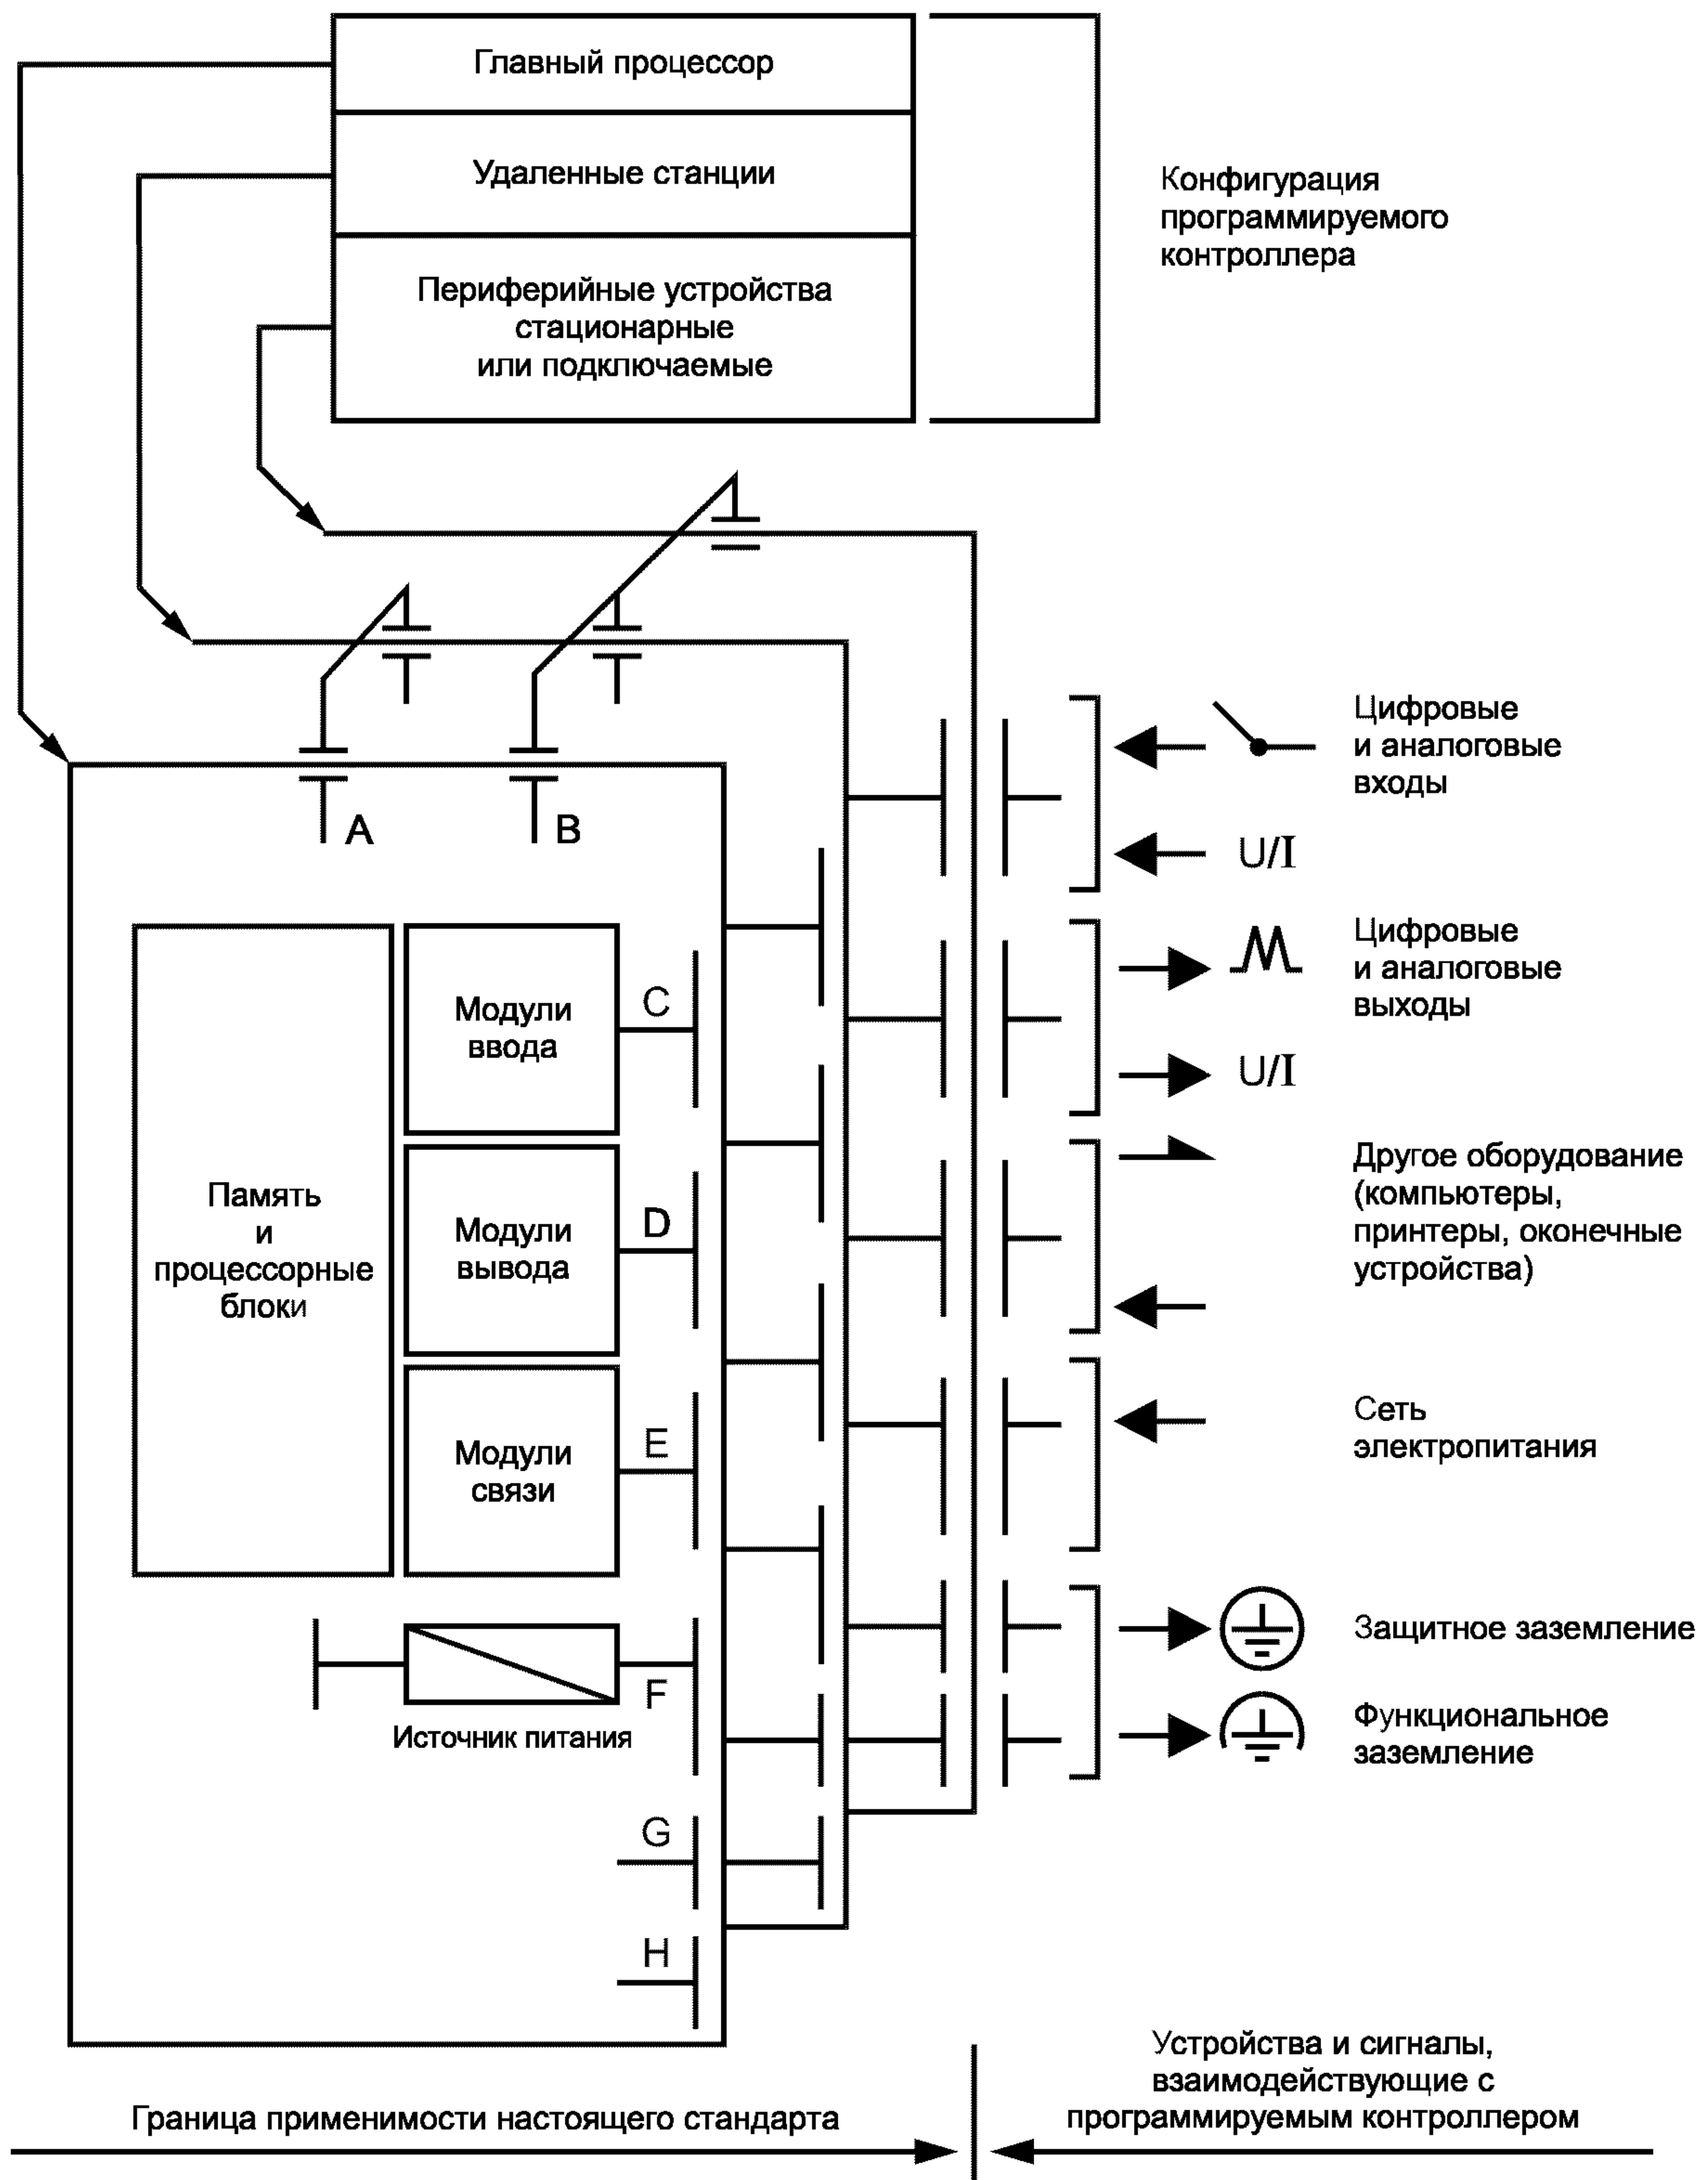 Главный процессор
Удаленные станции
Периферийные устройства
стационарные
или подключаемые
Конфигурация
программируемого
контроллера
A
B
Цифровые
и аналоговые
входы
U/I
Цифровые
и аналоговые
выходы
U/I
Другое оборудование
(компьютеры,
принтеры, оконечные
устройства)
Сеть
электропитания
Защитное заземление
Функциональное
заземление
Память
и
процессорные
блоки
Модули
ввода
C
Модули
вывода
D
Модули
связи
E
F
Источник питания
G
H
Граница применимости настоящего стандарта
Устройства и сигналы,
взаимодействующие с
программируемым контроллером